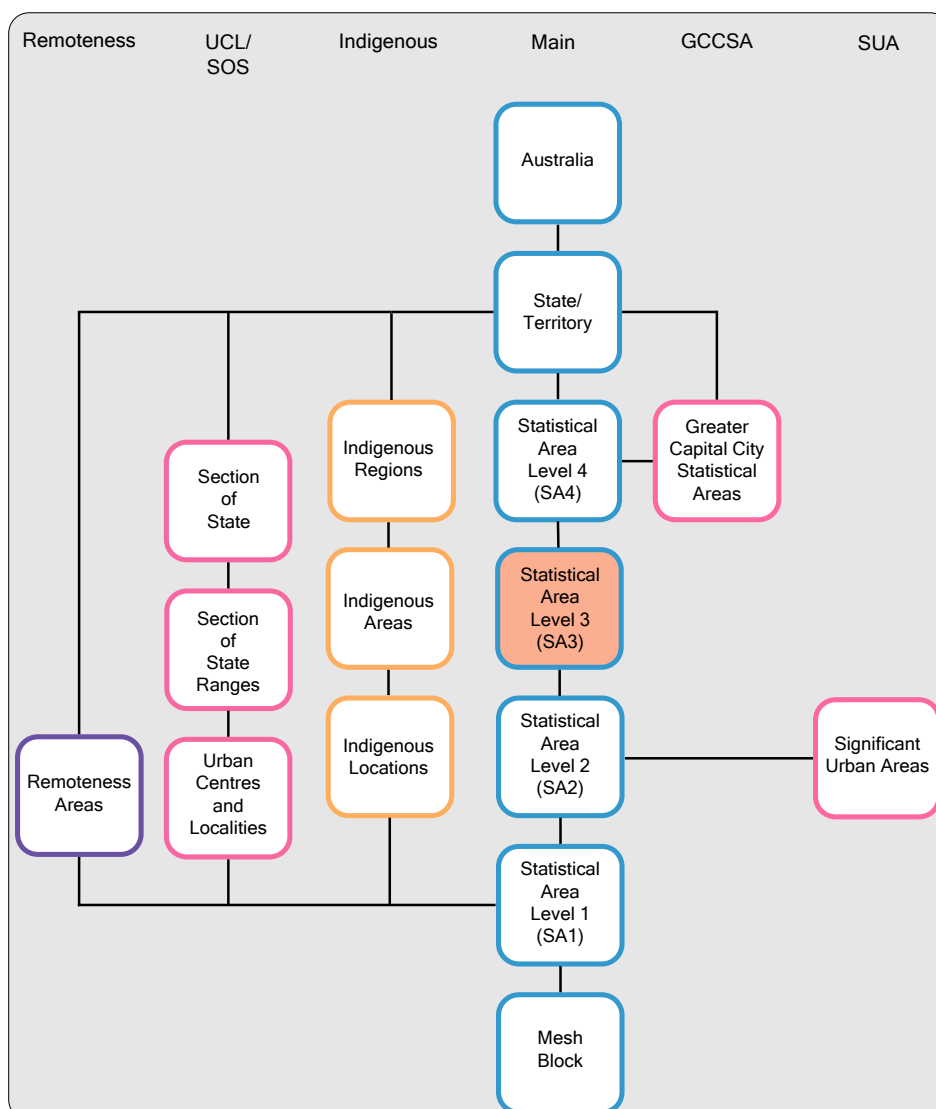 Remoteness
UCL/
SOS
Indigenous
Main
GCCSA
SUA
Australia
State/
Territory
Statistical
Area
Level 4
(SA4)
Greater
Capital City
Statistical
Areas
Indigenous
Regions
Section
of
State
Statistical
Area
Level 3
(SA3)
Indigenous
Areas
Section
of
State
Ranges
Statistical
Area
Level 2
(SA2)
Significant
Urban Areas
Indigenous
Locations
Urban
Centres
and
Localities
Remoteness
Areas
Statistical
Area
Level 1
(SA1)
Mesh
Block